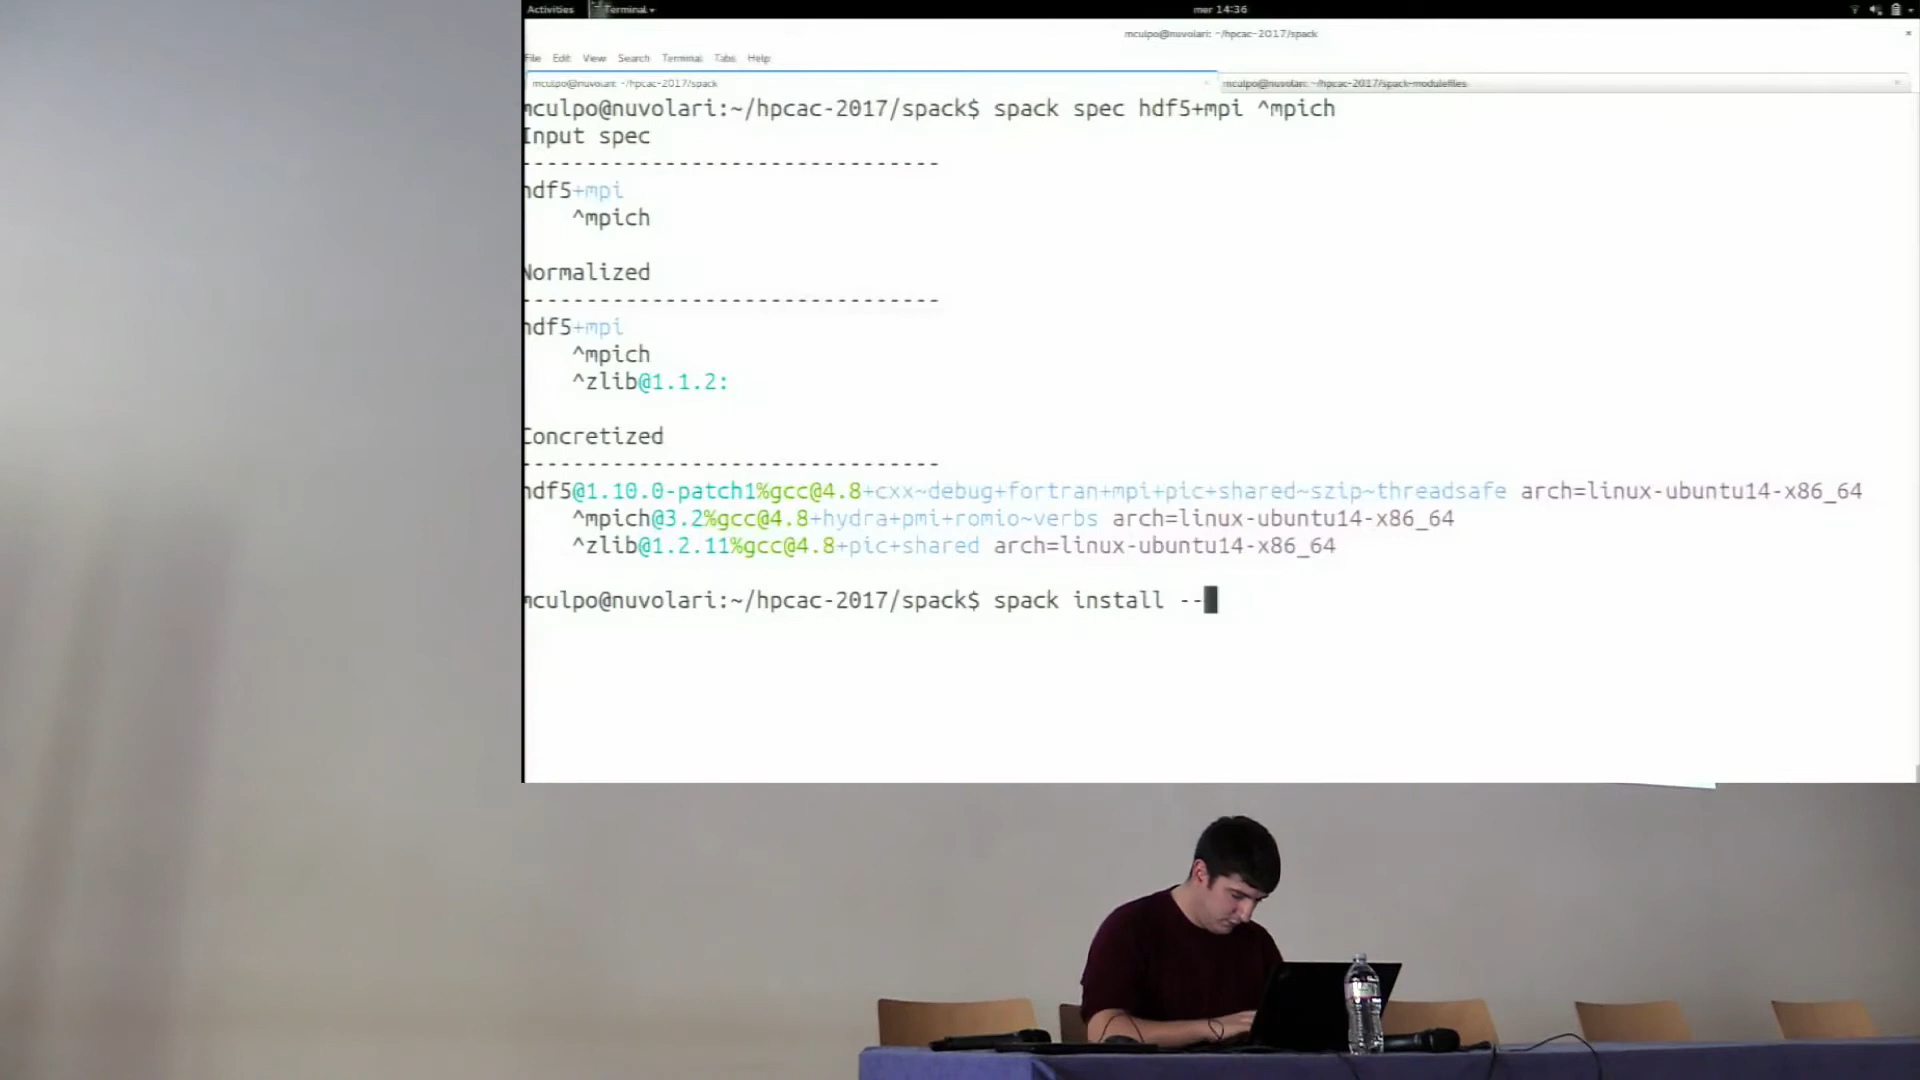 Activities Terminal mer 14:36
mculpo@nuvolari: ~/hpcac-2017/spack
File Edit View Search Terminal Tabs Help
mculpo@nuvolari: ~/hpcac-2017/spack mculpo@nuvolari: ~/hpcac-2017/spack-modulefiles
mculpo@nuvolari:~/hpcac-2017/spack$ spack spec hdf5+mpi ^mpich
Input spec
--------------------------------
hdf5+mpi
^mpich
Normalized
--------------------------------
hdf5+mpi
^mpich
^zlib@1.1.2:
Concretized
--------------------------------
hdf5@1.10.0-patch1%gcc@4.8+cxx~debug+fortran+mpi+pic+shared~szip~threadsafe arch=linux-ubuntu14-x86_64
^mpich@3.2%gcc@4.8+hydra+pmi+romio~verbs arch=linux-ubuntu14-x86_64
^zlib@1.2.11%gcc@4.8+pic+shared arch=linux-ubuntu14-x86_64
mculpo@nuvolari:~/hpcac-2017/spack$ spack install --